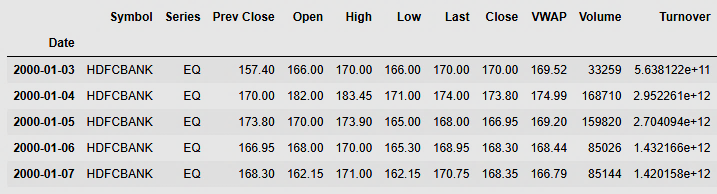 Symbol Series Prev Close Open High Low Last Close VWAP Volume Turnover
Date
2000-01-03 HDFCBANK EQ 157.40 166.00 170.00 166.00 170.00 170.00 169.52 33259 5.638122e+11
2000-01-04 HDFCBANK EQ 170.00 182.00 183.45 171.00 174.00 173.80 174.99 168710 2.952261e+12
2000-01-05 HDFCBANK EQ 173.80 170.00 173.90 165.00 168.00 166.95 169.20 159820 2.704094e+12
2000-01-06 HDFCBANK EQ 166.95 168.00 170.00 165.30 168.95 168.30 168.44 85026 1.432166e+12
2000-01-07 HDFCBANK EQ 168.30 162.15 171.00 162.15 170.75 168.35 166.79 85144 1.420158e+12